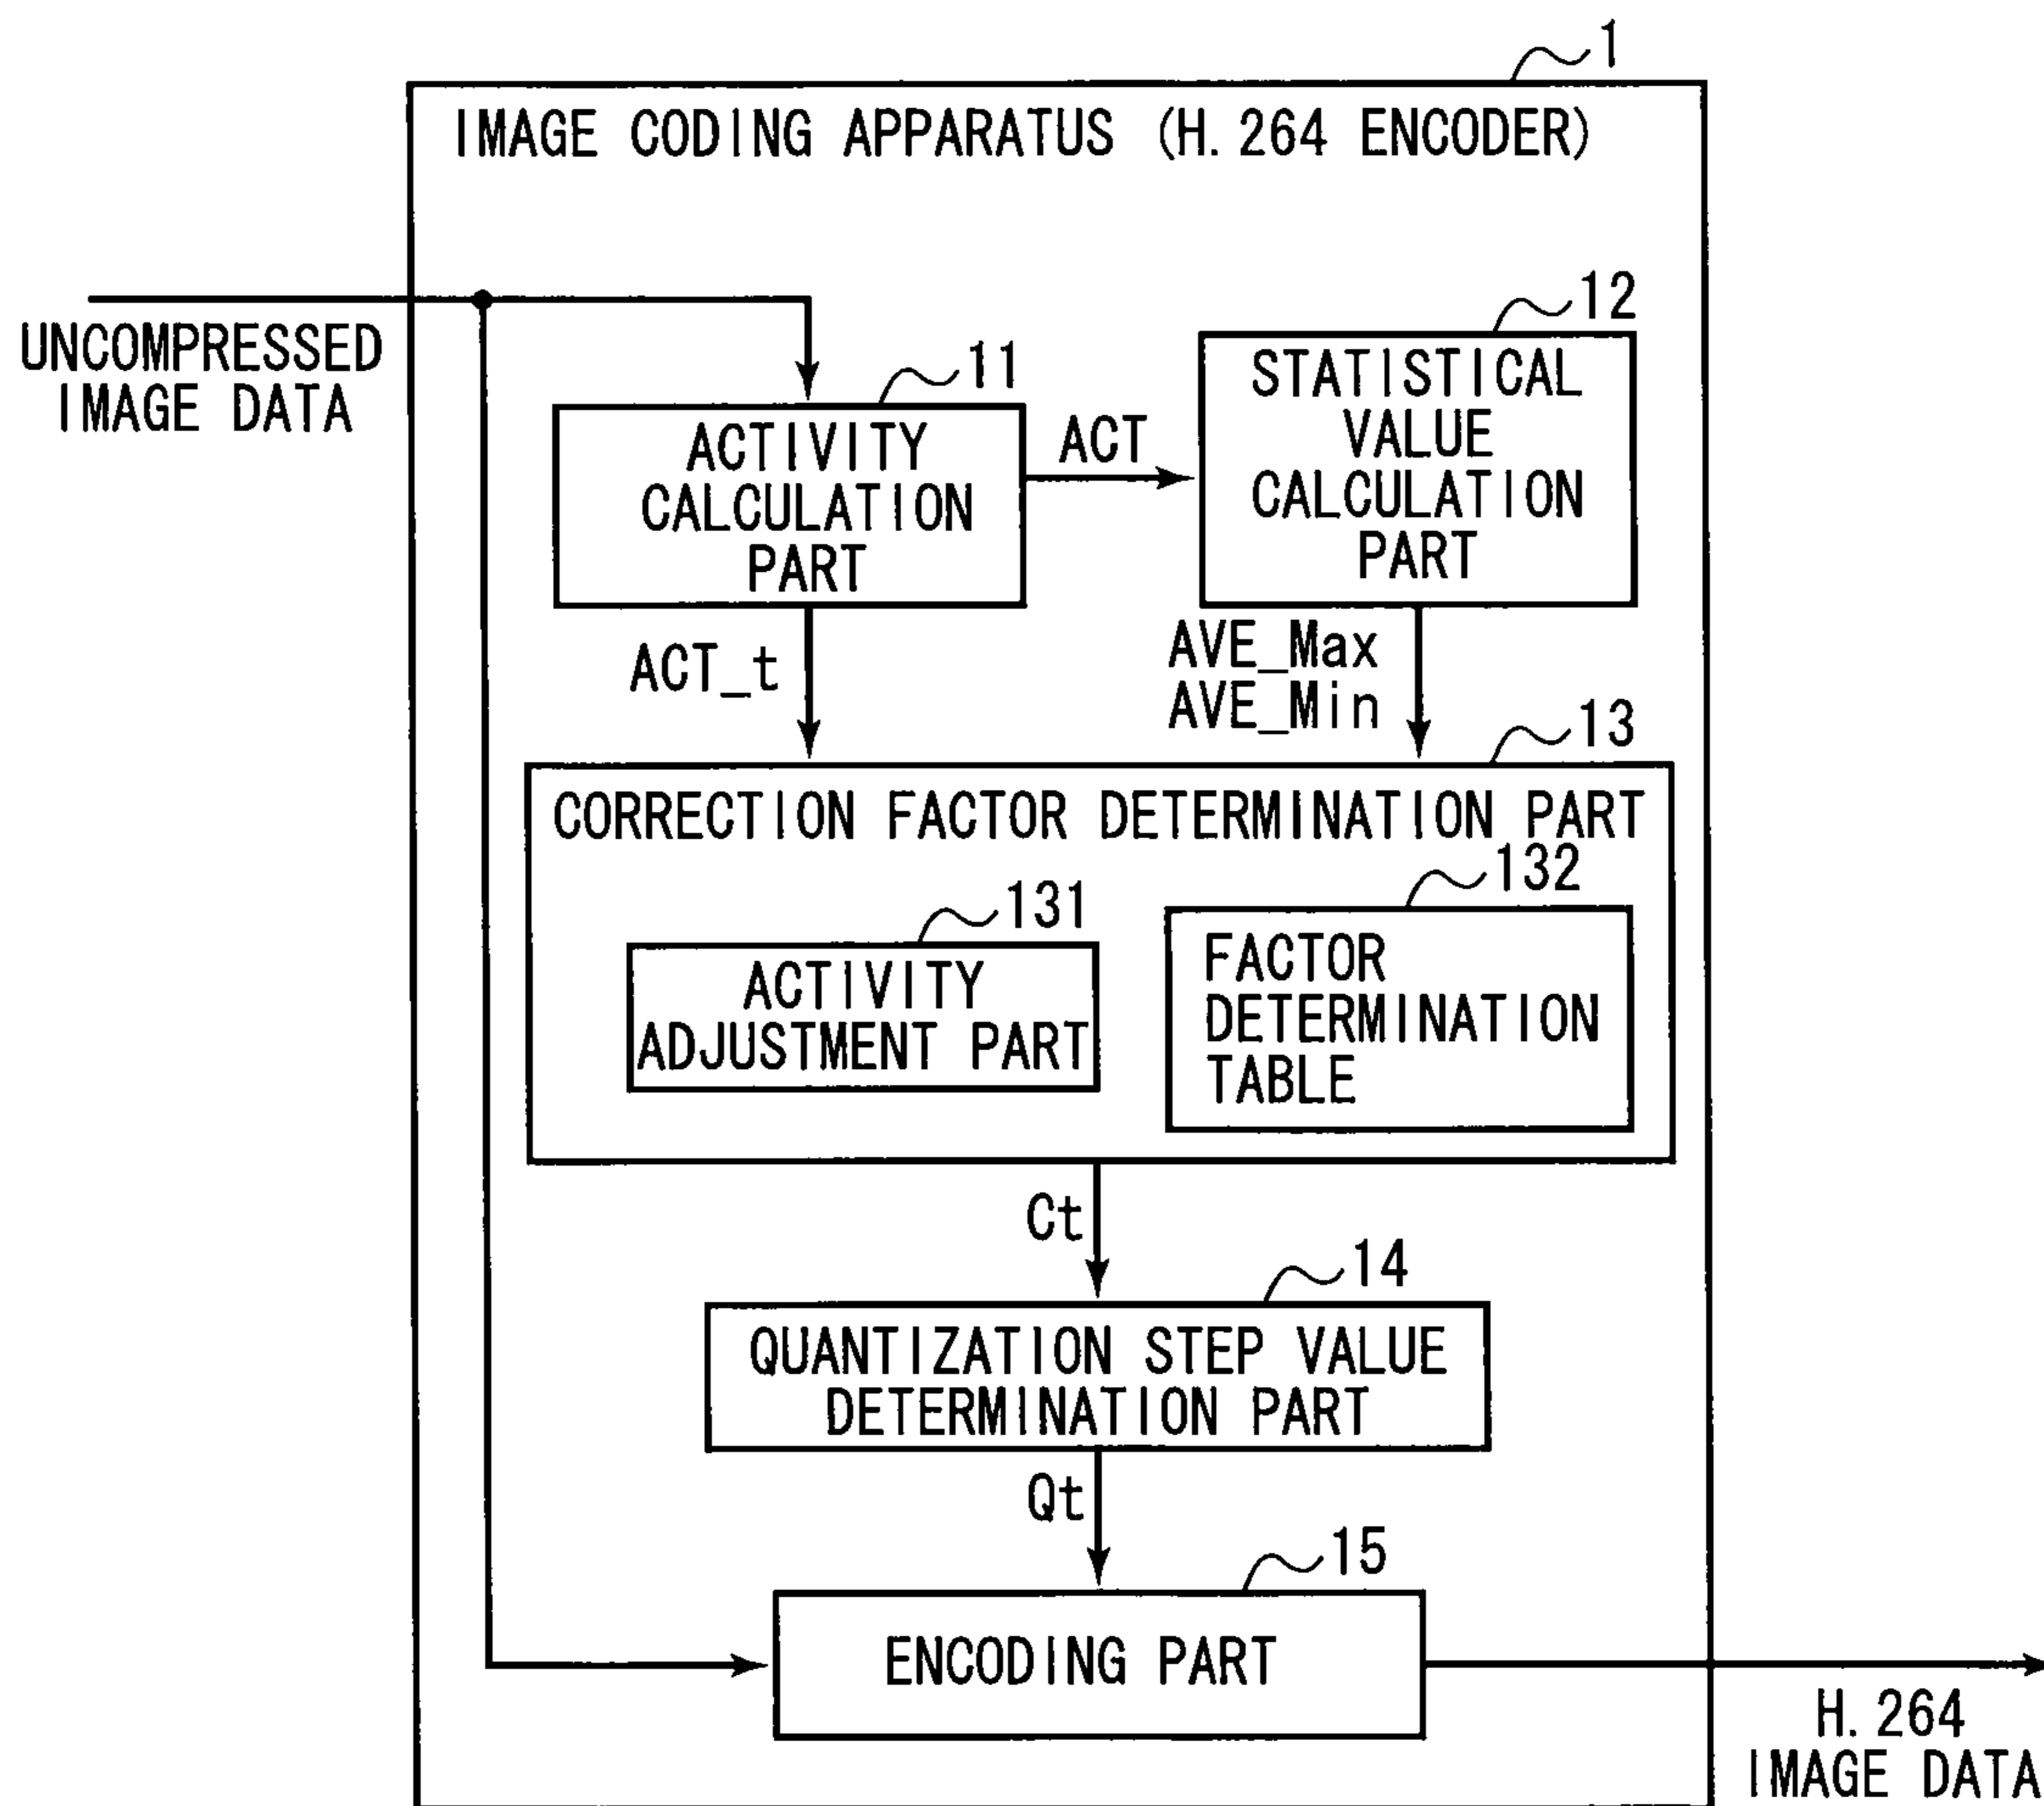 1
IMAGE CODING APPARATUS (H.264 ENCODER)
UNCOMPRESSED
IMAGE DATA
11
ACTIVITY
CALCULATION
PART
ACT
12
STATISTICAL
VALUE
CALCULATION
PART
ACT_t
AVE_Max
AVE_Min
13
CORRECTION FACTOR DETERMINATION PART
131
ACTIVITY
ADJUSTMENT PART
132
FACTOR
DETERMINATION
TABLE
Ct
14
QUANTIZATION STEP VALUE
DETERMINATION PART
Qt
15
ENCODING PART
H.264
IMAGE DATA